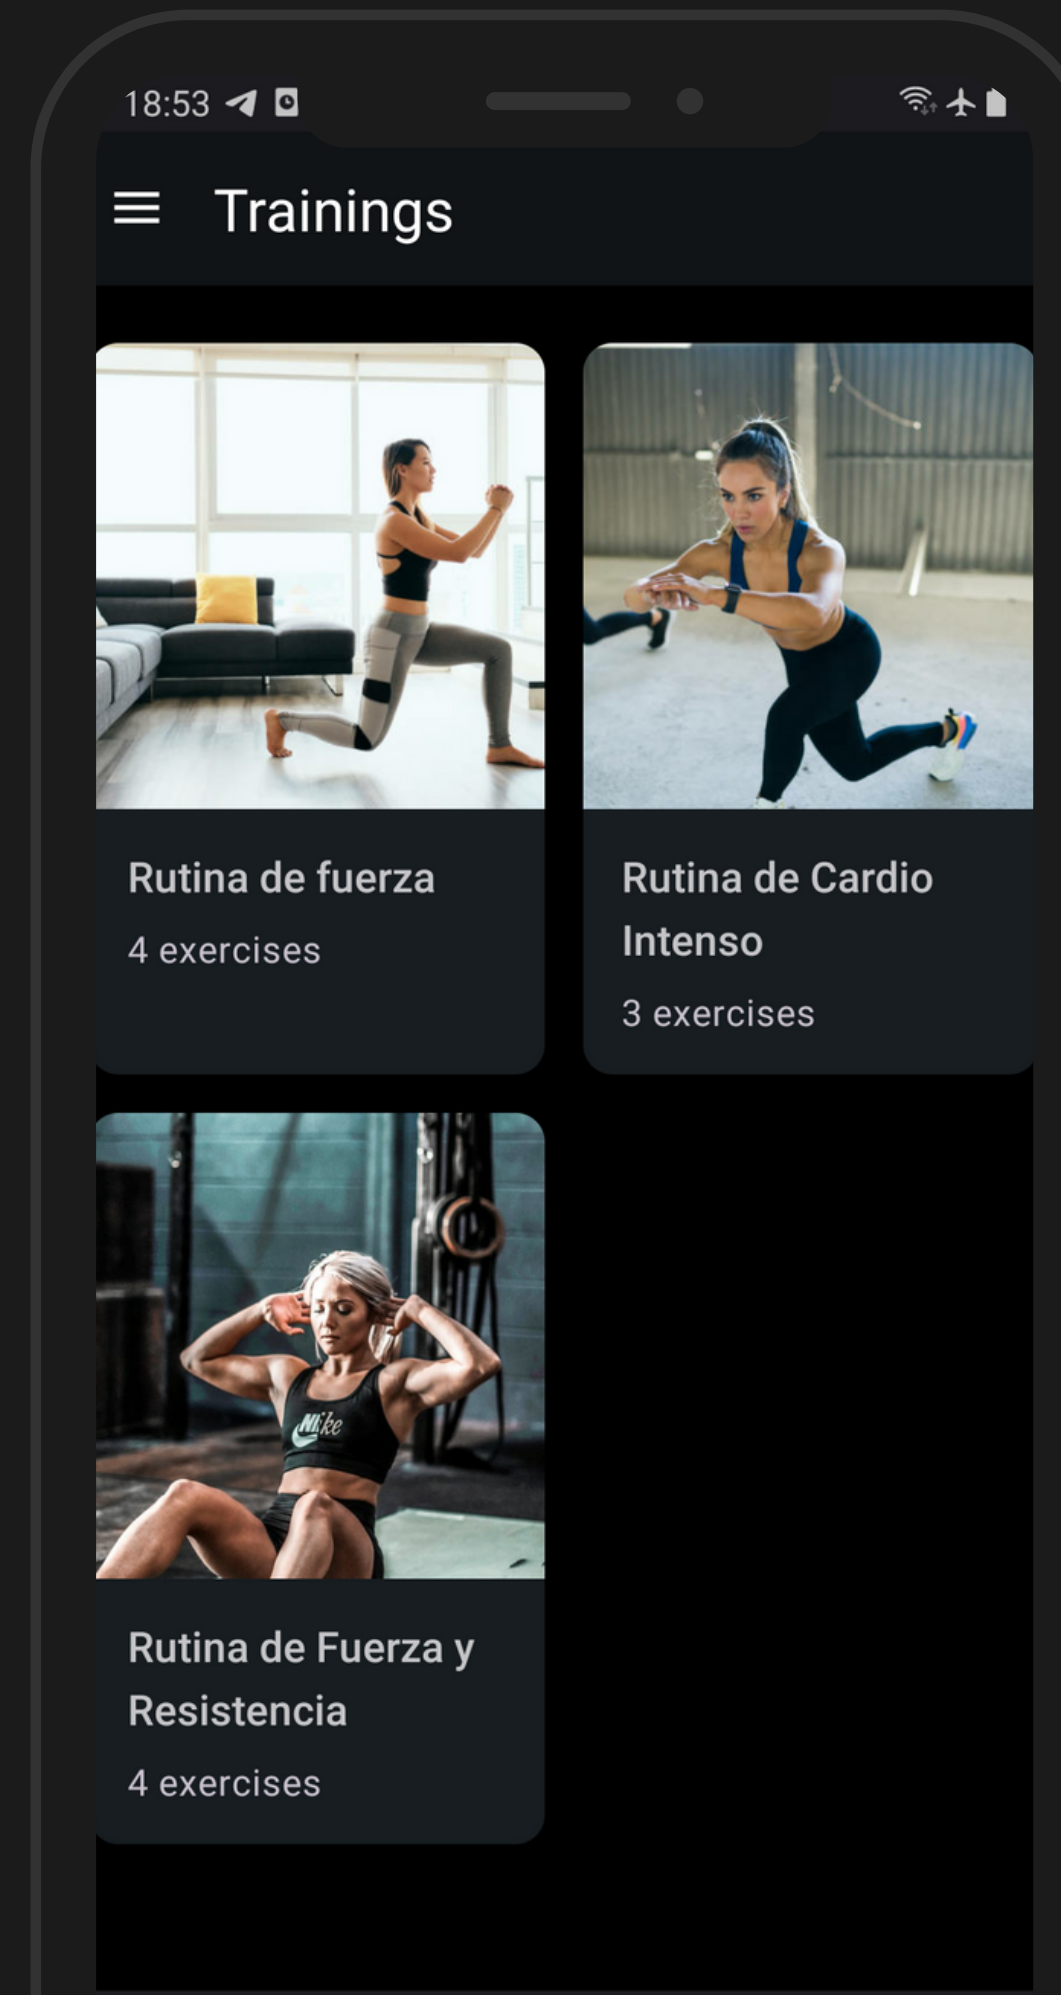 18:53
Trainings
Rutina de fuerza
4 exercises
Rutina de Cardio
Intenso
3 exercises
Nike
Rutina de Fuerza y
Resistencia
4 exercises